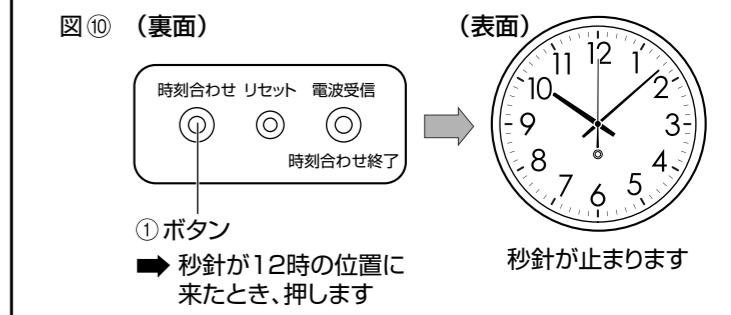 図⑩ （裏面）
（表面）
時刻合わせ リセット 電波受信
時刻合わせ終了
①ボタン
➡ 秒針が12時の位置に
来たとき、押します
12
1
2
3
4
5
6
7
8
9
10
11
秒針が止まります